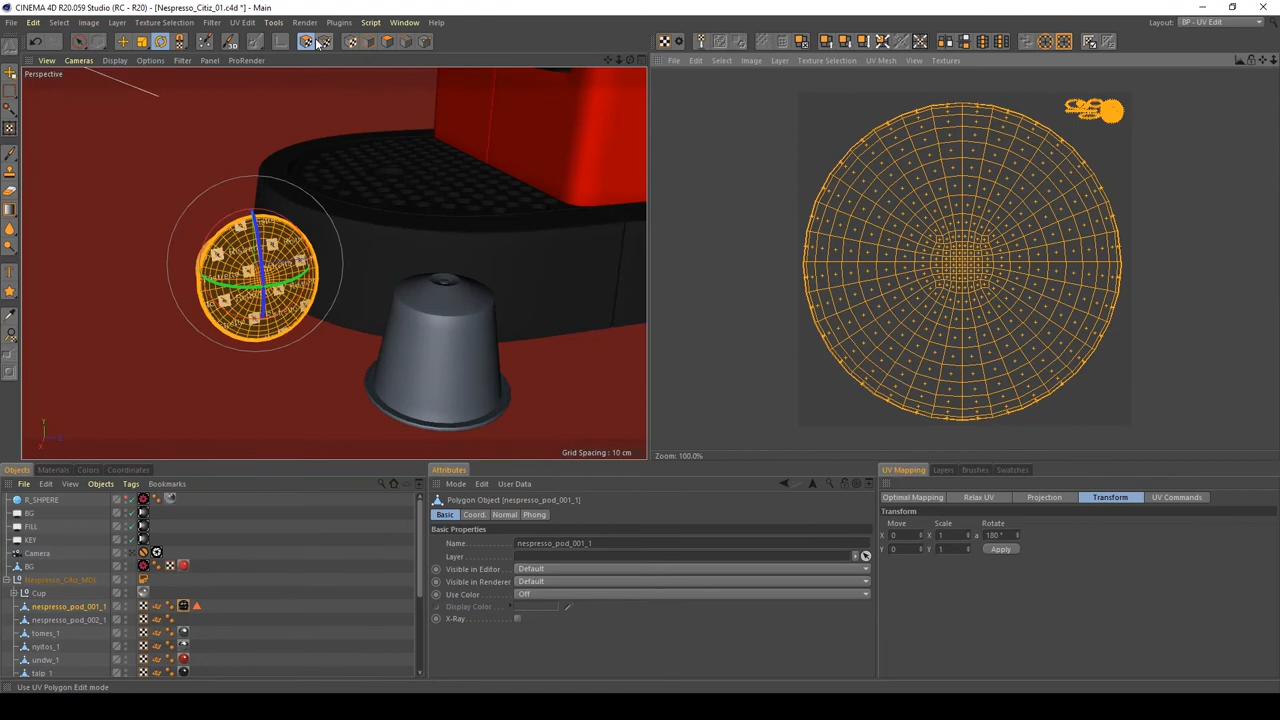 CINEMA 4D R20.059 Studio (RC - R20) - [Nespresso_Citiz_01.c4d *] - Main
File Edit Select Image Layer Texture Selection Filter UV Edit Tools Render Plugins Script Window Help
Layout: BP - UV Edit
View Cameras Display Options Filter Panel ProRender
File Edit Select Image Layer Texture Selection UV Mesh View Textures
Perspective
Grid Spacing : 10 cm
Zoom: 100.0%
Objects Materials Colors Coordinates
Attributes
UV Mapping Layers Brushes Swatches
File Edit View Objects Tags Bookmarks
Mode Edit User Data
R_SHPERE
BG
FILL
KEY
Camera
BG
Nespresso_Citiz_MDL
Cup
nespresso_pod_001_1
nespresso_pod_002_1
tomes_1
nyitos_1
undw_1
talp_1
Polygon Object [nespresso_pod_001_1]
Basic Coord. Normal Phong
Basic Properties
Name nespresso_pod_001_1
Layer
Visible in Editor Default
Visible in Renderer Default
Use Color Off
Display Color
X-Ray
Optimal Mapping Relax UV Projection Transform UV Commands
Transform
Move Scale Rotate
X 0 X 1 a 180 °
Y 0 Y 1 Apply
Use UV Polygon Edit mode